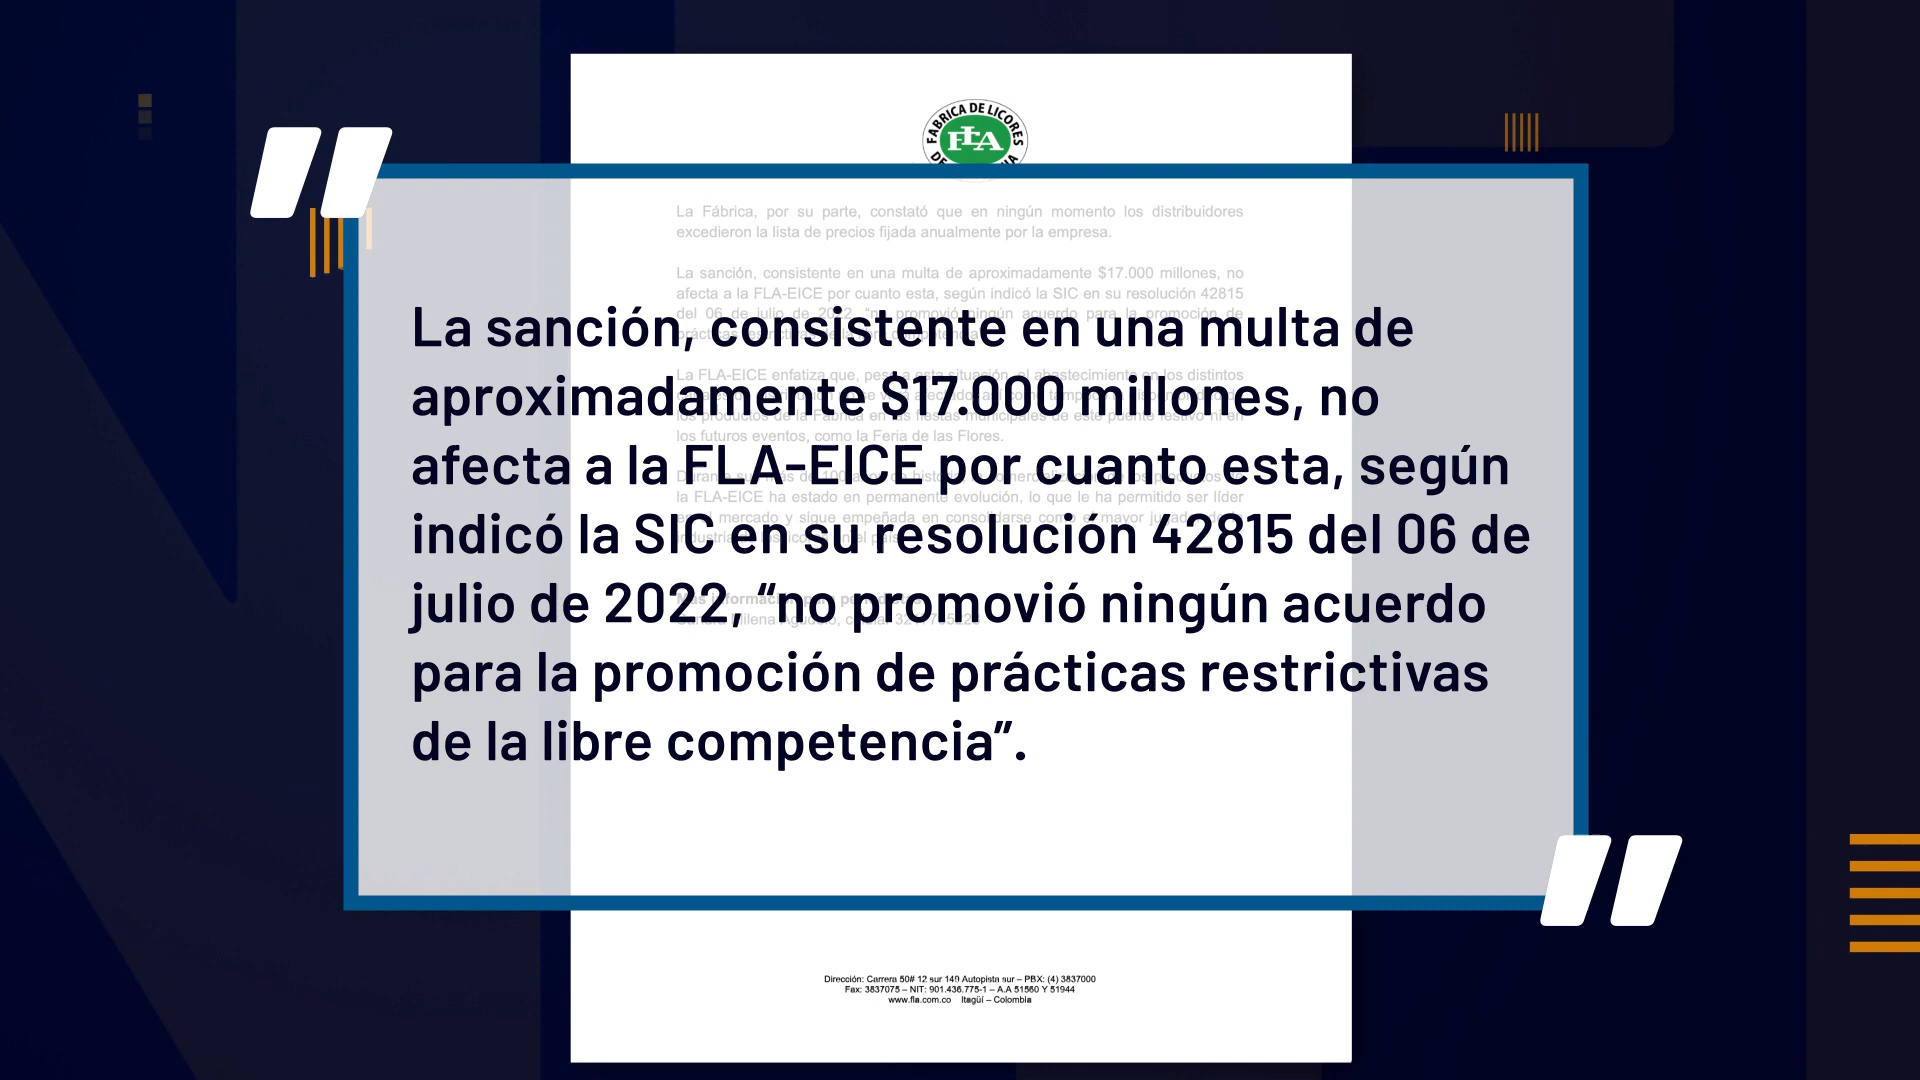 FABRICA DE LICORES
FLA
DE
La Fábrica, por su parte, constató que en ningún momento los distribuidores
excedieron la lista de precios fijada anualmente por la empresa.
La sanción, consistente en una multa de aproximadamente $17.000 millones, no
afecta a la FLA-EICE por cuanto esta, según indicó la SIC en su resolución 42815
La sanción, consistente en una multa de
aproximadamente $17.000 millones, no
afecta a la FLA-EICE por cuanto esta, según
indicó la SIC en su resolución 42815 del 06 de
julio de 2022, “no promovió ningún acuerdo
para la promoción de prácticas restrictivas
de la libre competencia”.
los futuros eventos, como la Feria de las Flores.
la FLA-EICE ha estado en permanente evolución, lo que le ha permitido ser líder
Dirección: Carrera 50# 12 sur 149 Autopista sur – PBX: (4) 3837000
Fax: 3837075 – NIT: 901.436.775-1 – A.A 51560 Y 51944
www.fla.com.co Itagüí – Colombia